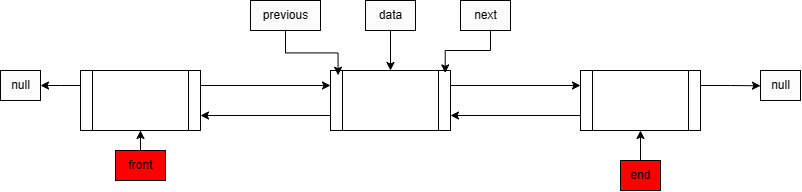 previous
data
next
null
null
front
end